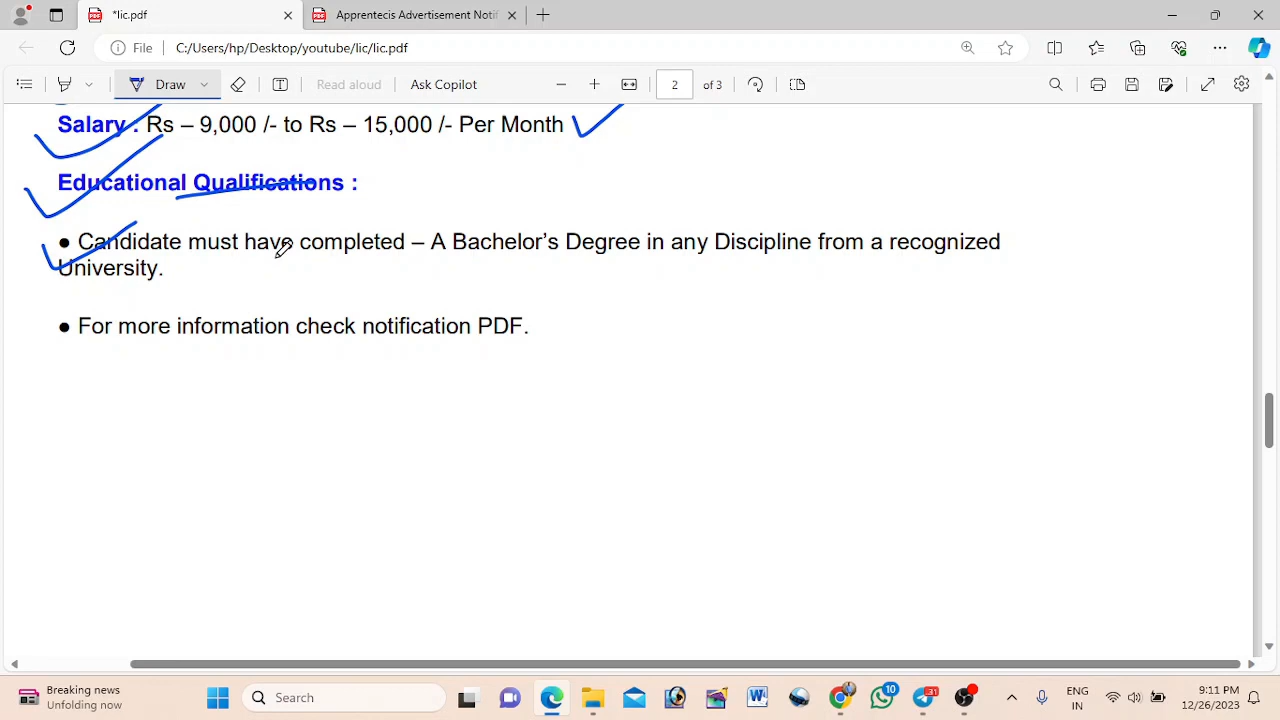 *lic.pdf
Apprentecis Advertisement Notif
File
C:/Users/hp/Desktop/youtube/lic/lic.pdf
Draw
Read aloud
Ask Copilot
2
of 3
Salary : Rs – 9,000 /- to Rs – 15,000 /- Per Month
Educational Qualifications :
● Candidate must have completed – A Bachelor's Degree in any Discipline from a recognized
University.
● For more information check notification PDF.
Breaking news
Unfolding now
Search
10
31
ENG
IN
9:11 PM
12/26/2023